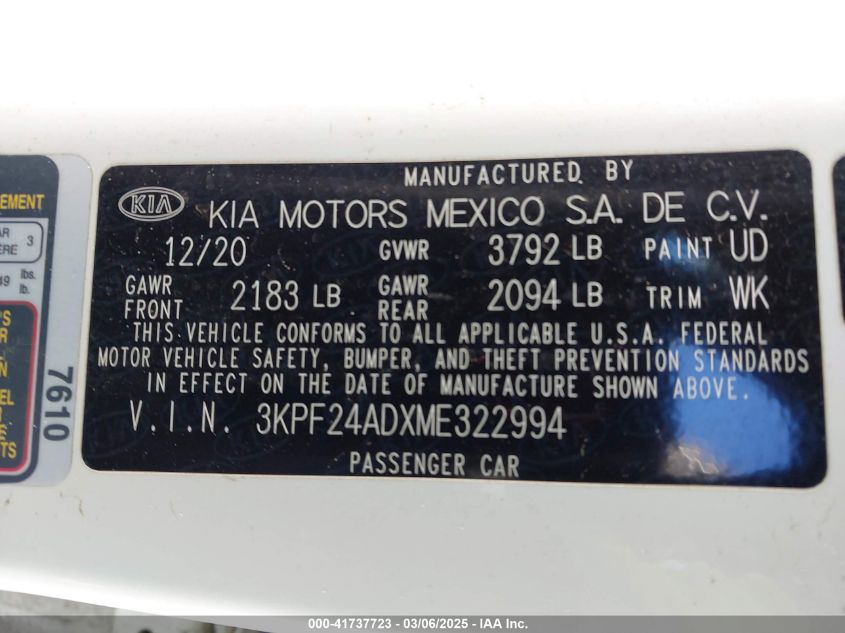 MANUFACTURED BY
KIA KIA MOTORS MEXICO S.A. DE C.V.
12/20 GVWR 3792 LB PAINT UD
GAWR FRONT 2183 LB GAWR REAR 2094 LB TRIM WK
THIS VEHICLE CONFORMS TO ALL APPLICABLE U.S.A. FEDERAL
MOTOR VEHICLE SAFETY, BUMPER, AND THEFT PREVENTION STANDARDS
IN EFFECT ON THE DATE OF MANUFACTURE SHOWN ABOVE.
V.I.N. 3KPF24ADXME322994
PASSENGER CAR
7610
3
lbs.
lb.
000-41737723 - 03/06/2025 - IAA Inc.